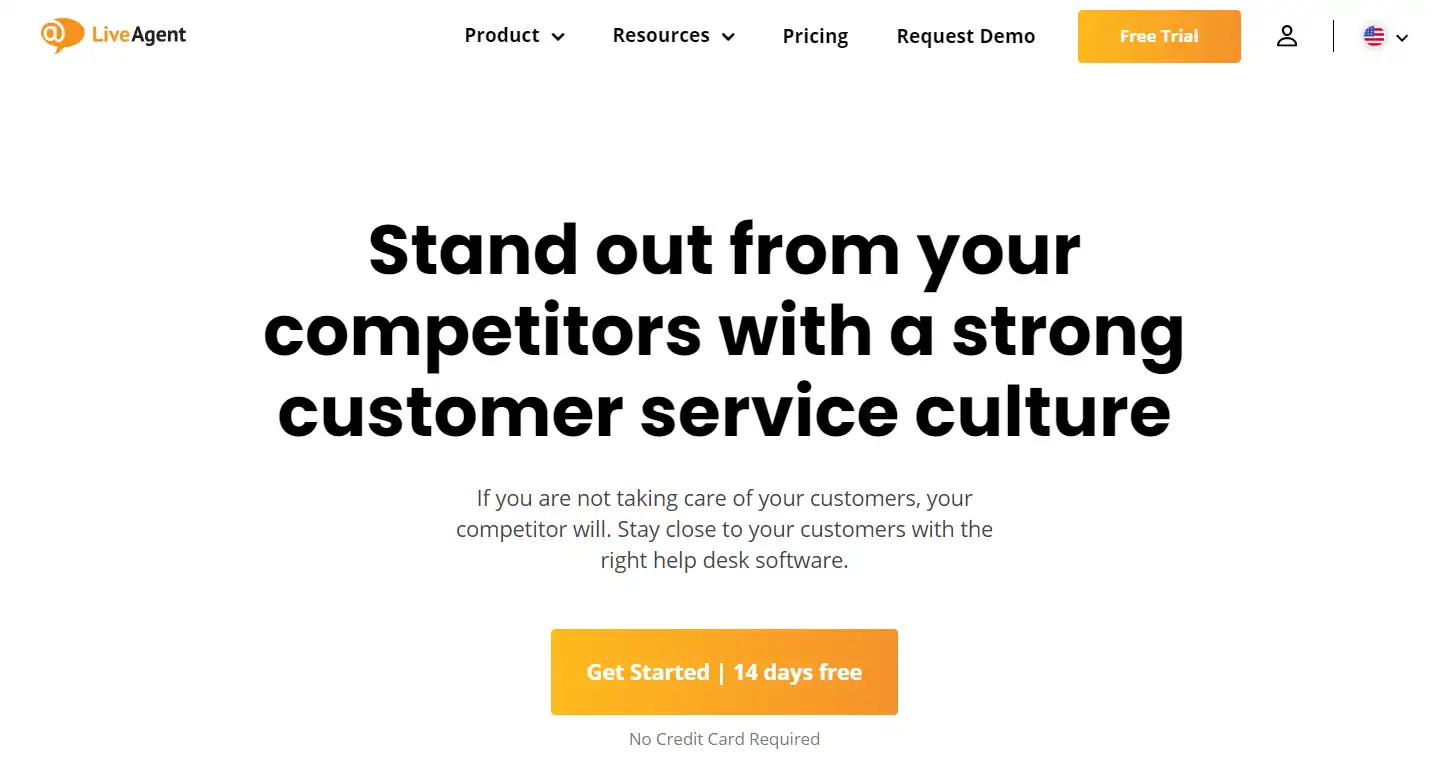 LiveAgent
Product
Resources
Pricing
Request Demo
Free Trial
Stand out from your
competitors with a strong
customer service culture
If you are not taking care of your customers, your
competitor will. Stay close to your customers with the
right help desk software.
Get Started | 14 days free
No Credit Card Required